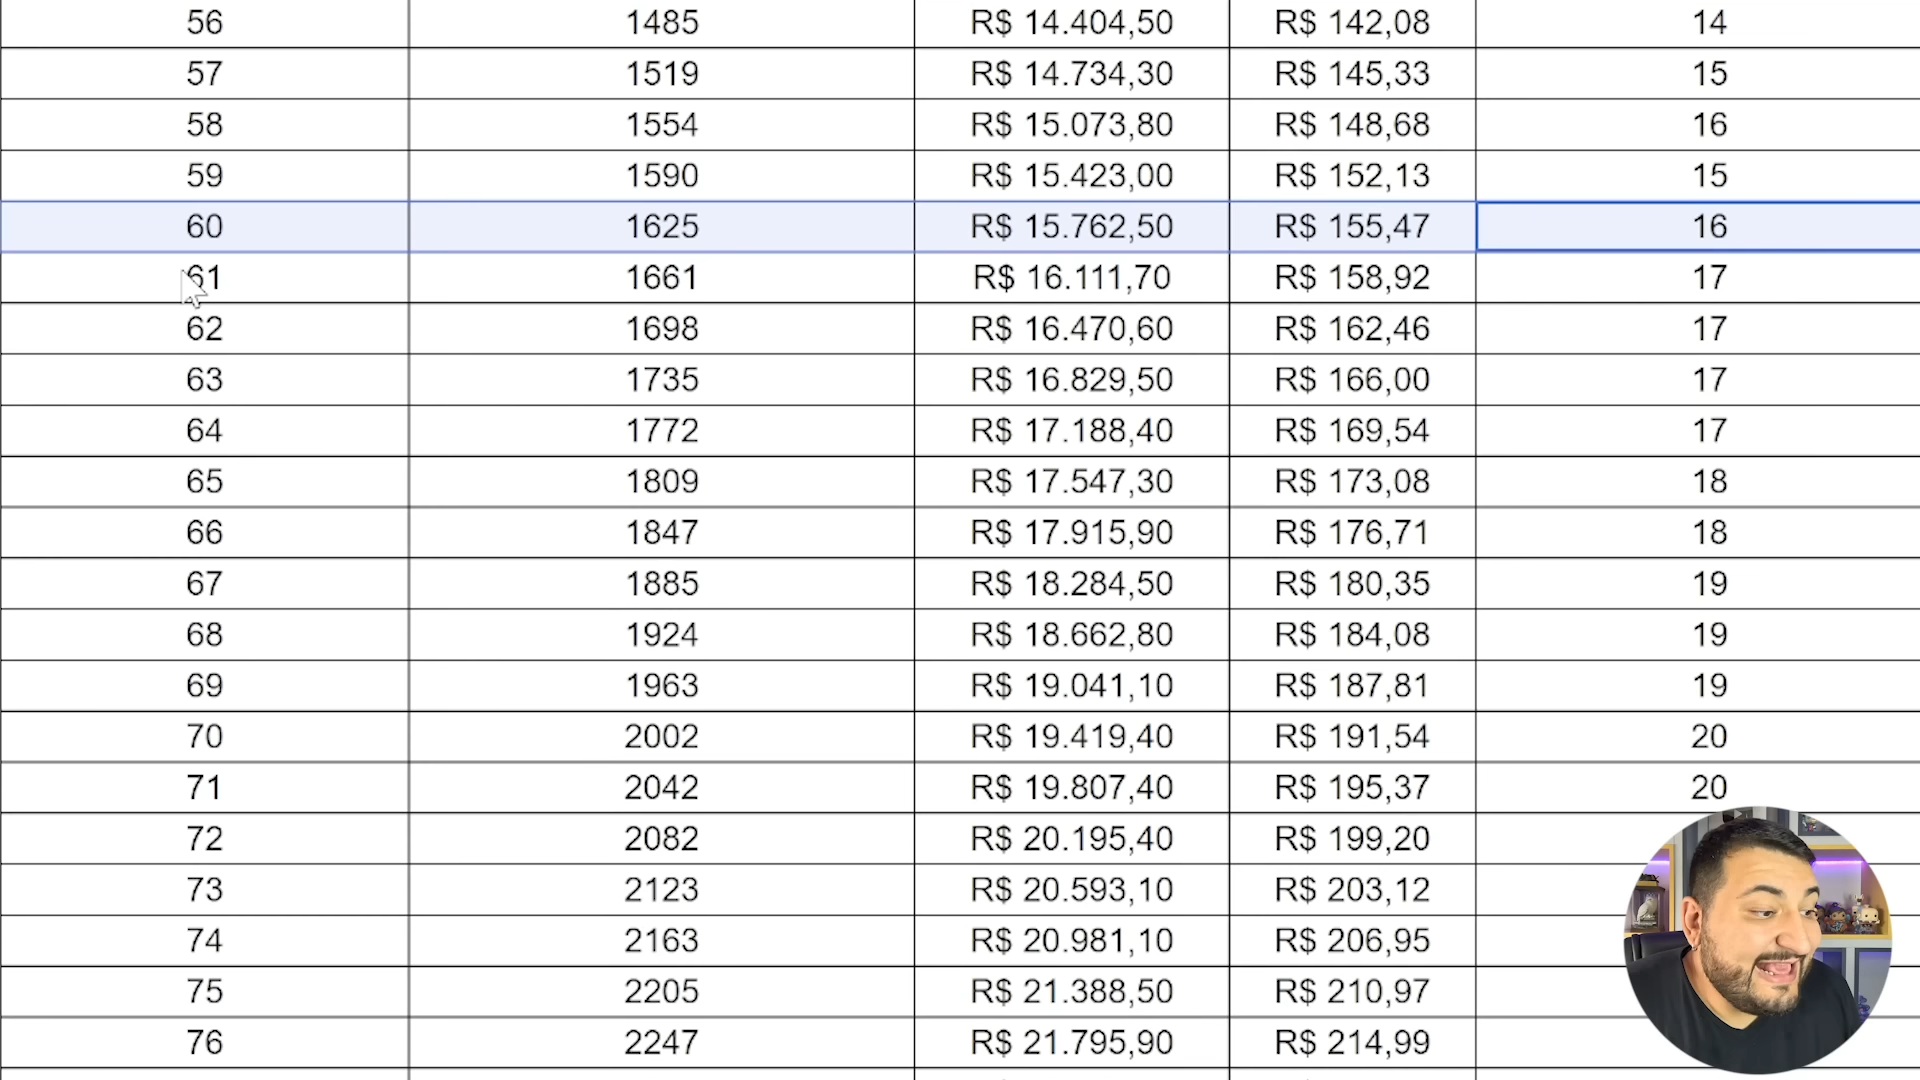 56 1485 R$ 14.404,50 R$ 142,08 14
57 1519 R$ 14.734,30 R$ 145,33 15
58 1554 R$ 15.073,80 R$ 148,68 16
59 1590 R$ 15.423,00 R$ 152,13 15
60 1625 R$ 15.762,50 R$ 155,47 16
61 1661 R$ 16.111,70 R$ 158,92 17
62 1698 R$ 16.470,60 R$ 162,46 17
63 1735 R$ 16.829,50 R$ 166,00 17
64 1772 R$ 17.188,40 R$ 169,54 17
65 1809 R$ 17.547,30 R$ 173,08 18
66 1847 R$ 17.915,90 R$ 176,71 18
67 1885 R$ 18.284,50 R$ 180,35 19
68 1924 R$ 18.662,80 R$ 184,08 19
69 1963 R$ 19.041,10 R$ 187,81 19
70 2002 R$ 19.419,40 R$ 191,54 20
71 2042 R$ 19.807,40 R$ 195,37 20
72 2082 R$ 20.195,40 R$ 199,20
73 2123 R$ 20.593,10 R$ 203,12
74 2163 R$ 20.981,10 R$ 206,95
75 2205 R$ 21.388,50 R$ 210,97
76 2247 R$ 21.795,90 R$ 214,99